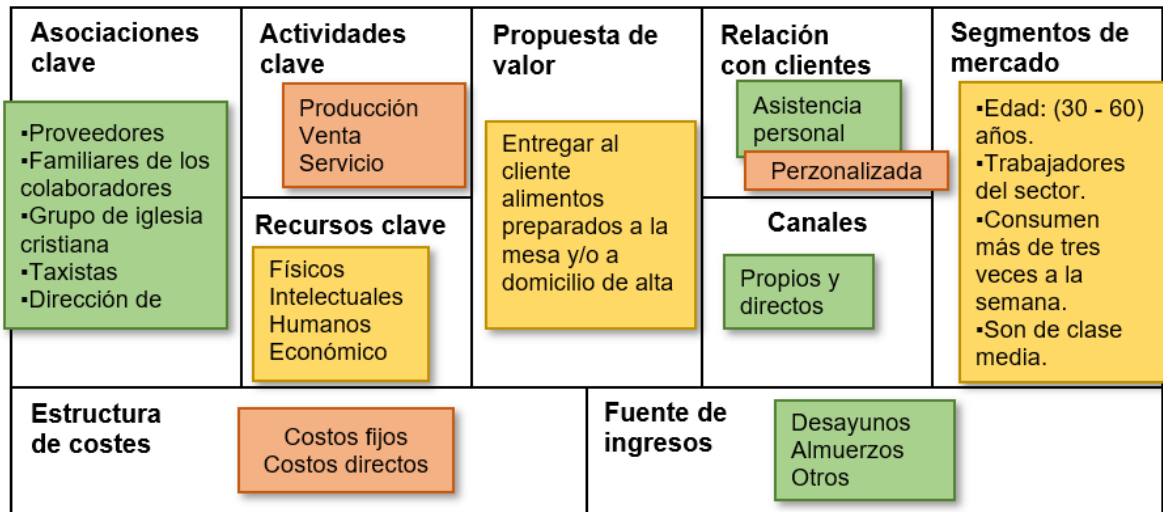 Asociaciones
clave
▪Proveedores
▪Familiares de los
colaboradores
▪Grupo de iglesia
cristiana
▪Taxistas
▪Dirección de
Actividades
clave
Producción
Venta
Servicio
Recursos clave
Físicos
Intelectuales
Humanos
Económico
Propuesta de
valor
Entregar al
cliente
alimentos
preparados a la
mesa y/o a
domicilio de alta
Relación
con clientes
Asistencia
personal
Perzonalizada
Canales
Propios y
directos
Segmentos de
mercado
▪Edad: (30 - 60)
años.
▪Trabajadores
del sector.
▪Consumen
más de tres
veces a la
semana.
▪Son de clase
media.
Estructura
de costes
Costos fijos
Costos directos
Fuente de
ingresos
Desayunos
Almuerzos
Otros